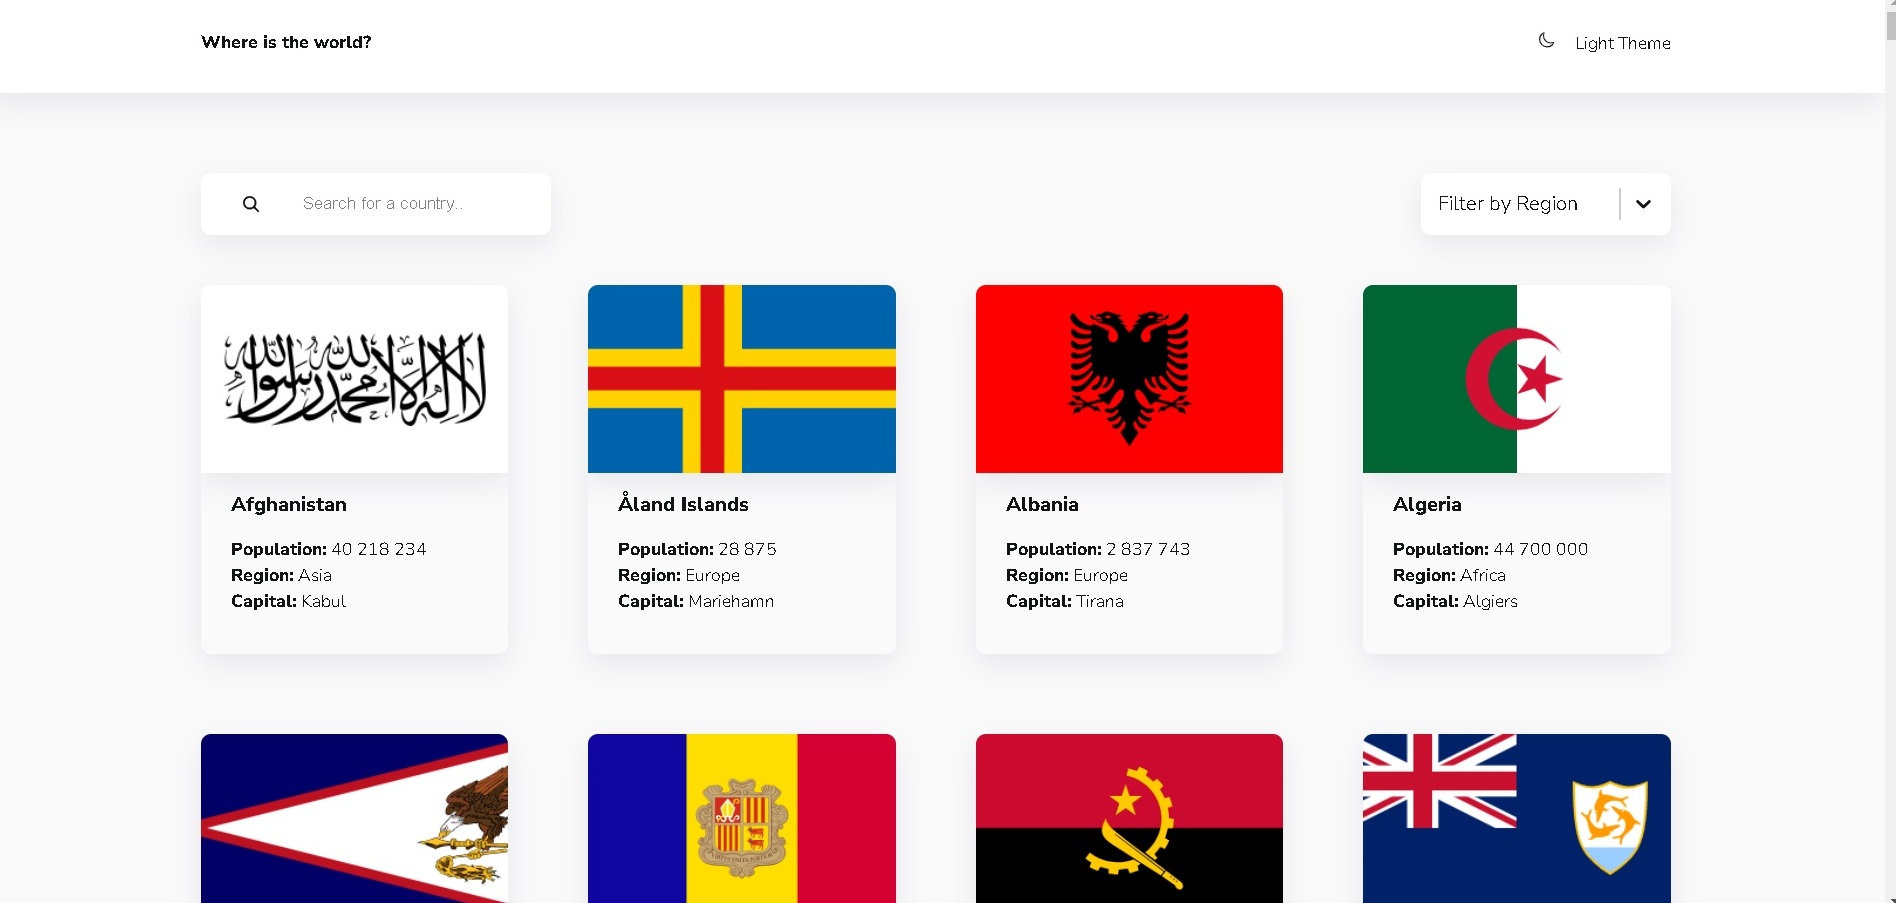 Where is the world?
Light Theme
Search for a country..
Filter by Region
لا إله إلا الله محمد رسول الله
Afghanistan
Population: 40 218 234
Region: Asia
Capital: Kabul
Åland Islands
Population: 28 875
Region: Europe
Capital: Mariehamn
Albania
Population: 2 837 743
Region: Europe
Capital: Tirana
Algeria
Population: 44 700 000
Region: Africa
Capital: Algiers